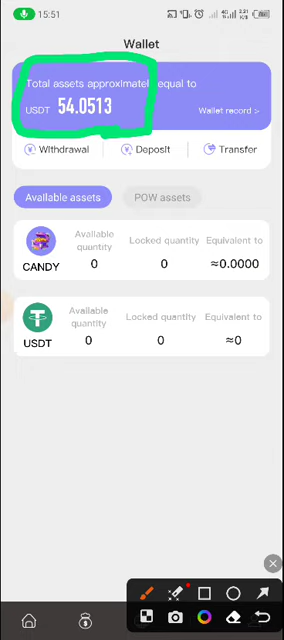 15:51
Wallet
Total assets approximatel equal to
USDT 54.0513
Wallet record >
Withdrawal
Deposit
Transfer
Available assets
POW assets
Available quantity
Locked quantity
Equivalent to
CANDY
0
0
≈0.0000
Available quantity
Locked quantity
Equivalent to
USDT
0
0
≈0